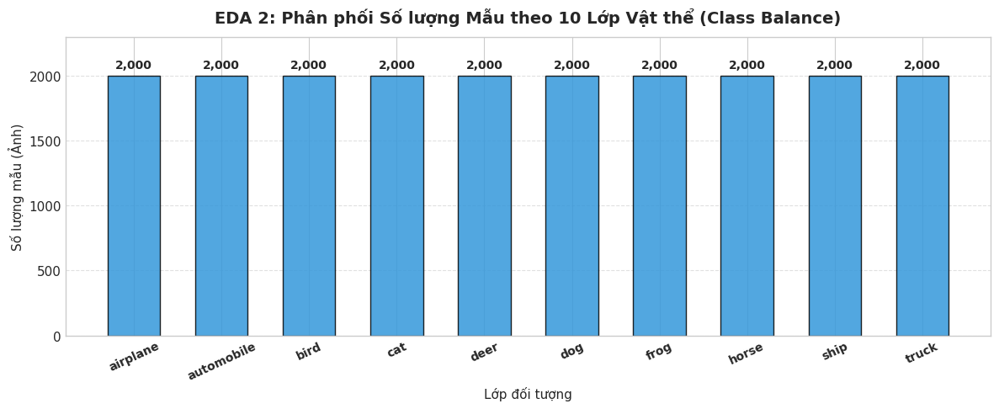 EDA 2: Phân phối Số lượng Mẫu theo 10 Lớp Vật thể (Class Balance)
2,000 2,000 2,000 2,000 2,000 2,000 2,000 2,000 2,000 2,000
2000
1500
1000
500
0
Số lượng mẫu (Ảnh)
airplane automobile bird cat deer dog frog horse ship truck
Lớp đối tượng